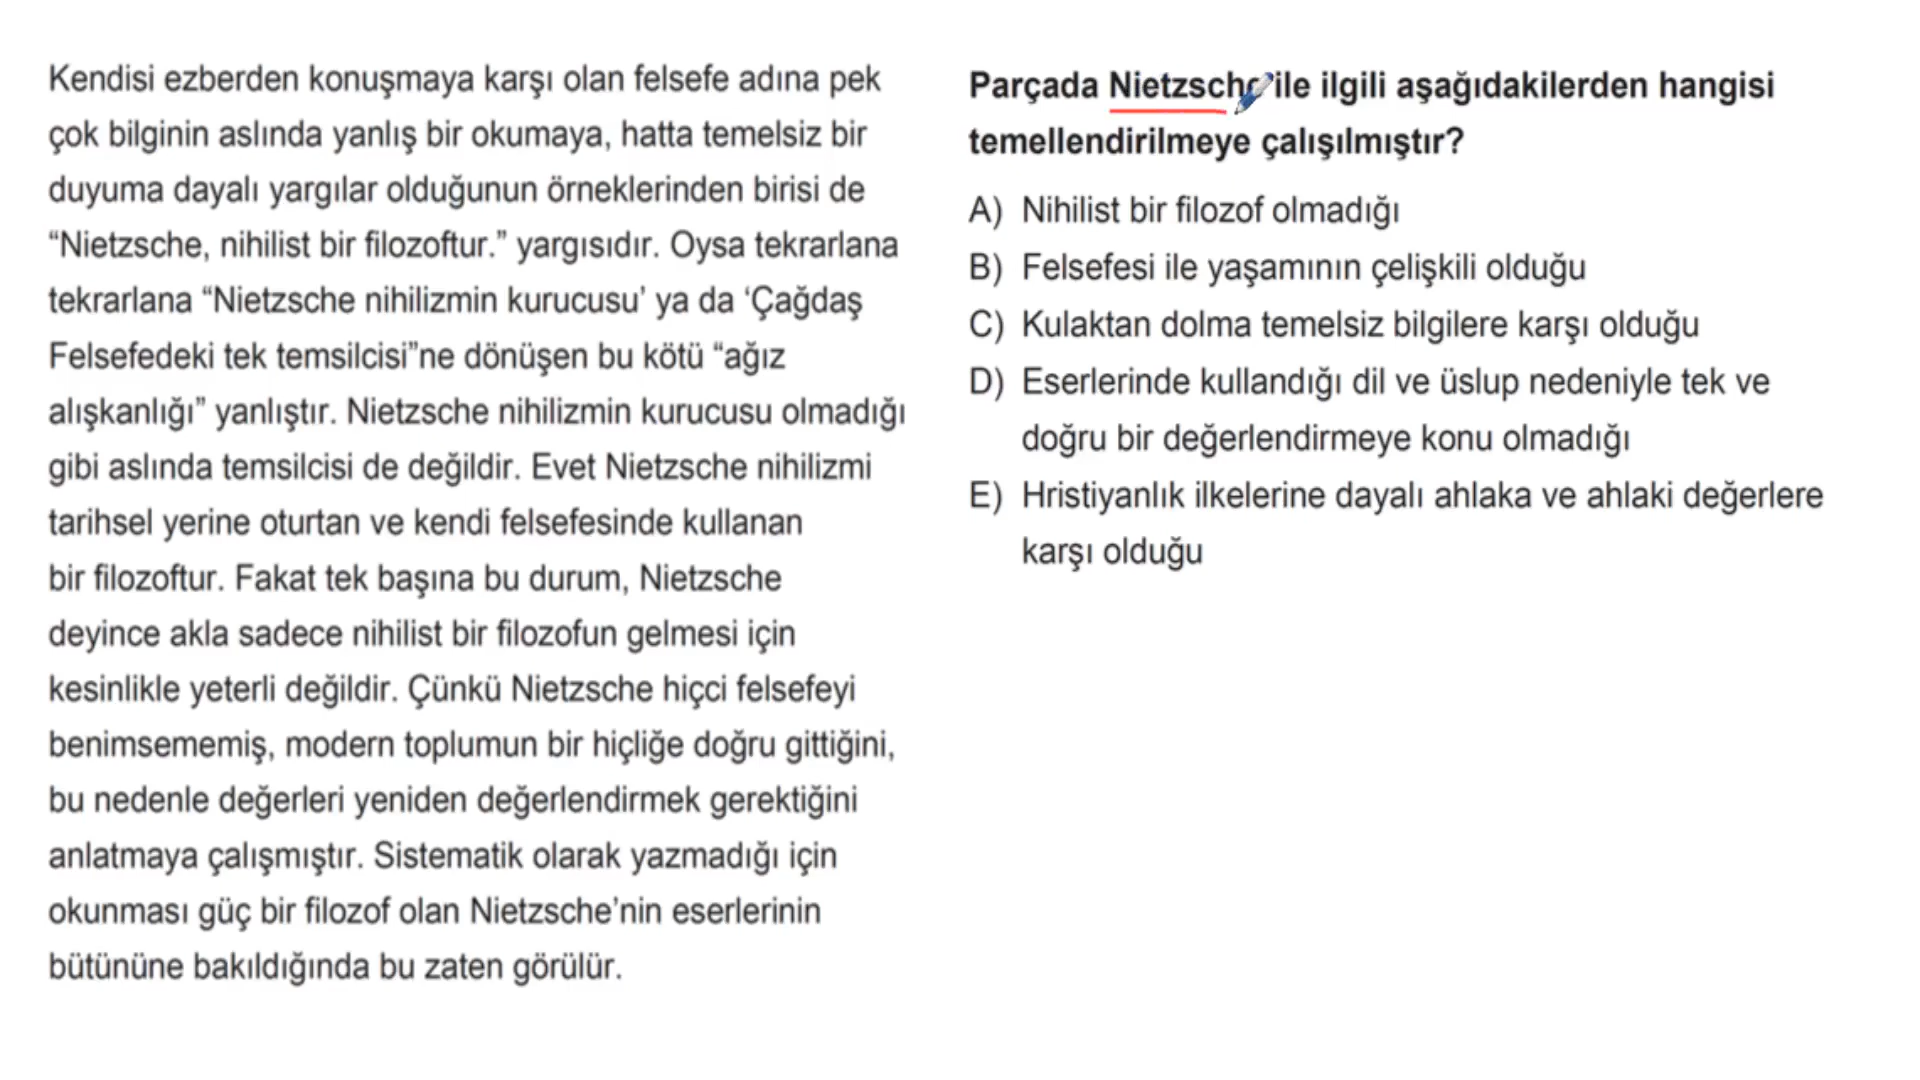 Kendisi ezberden konuşmaya karşı olan felsefe adına pek
çok bilginin aslında yanlış bir okumaya, hatta temelsiz bir
duyuma dayalı yargılar olduğunun örneklerinden birisi de
“Nietzsche, nihilist bir filozoftur.” yargısıdır. Oysa tekrarlana
tekrarlana “Nietzsche nihilizmin kurucusu’ ya da ‘Çağdaş
Felsefedeki tek temsilcisi”ne dönüşen bu kötü “ağız
alışkanlığı” yanlıştır. Nietzsche nihilizmin kurucusu olmadığı
gibi aslında temsilcisi de değildir. Evet Nietzsche nihilizmi
tarihsel yerine oturtan ve kendi felsefesinde kullanan
bir filozoftur. Fakat tek başına bu durum, Nietzsche
deyince akla sadece nihilist bir filozofun gelmesi için
kesinlikle yeterli değildir. Çünkü Nietzsche hiçci felsefeyi
benimsememiş, modern toplumun bir hiçliğe doğru gittiğini,
bu nedenle değerleri yeniden değerlendirmek gerektiğini
anlatmaya çalışmıştır. Sistematik olarak yazmadığı için
okunması güç bir filozof olan Nietzsche’nin eserlerinin
bütününe bakıldığında bu zaten görülür.
Parçada Nietzsche ile ilgili aşağıdakilerden hangisi
temellendirilmeye çalışılmıştır?
A) Nihilist bir filozof olmadığı
B) Felsefesi ile yaşamının çelişkili olduğu
C) Kulaktan dolma temelsiz bilgilere karşı olduğu
D) Eserlerinde kullandığı dil ve üslup nedeniyle tek ve
doğru bir değerlendirmeye konu olmadığı
E) Hristiyanlık ilkelerine dayalı ahlaka ve ahlaki değerlere
karşı olduğu